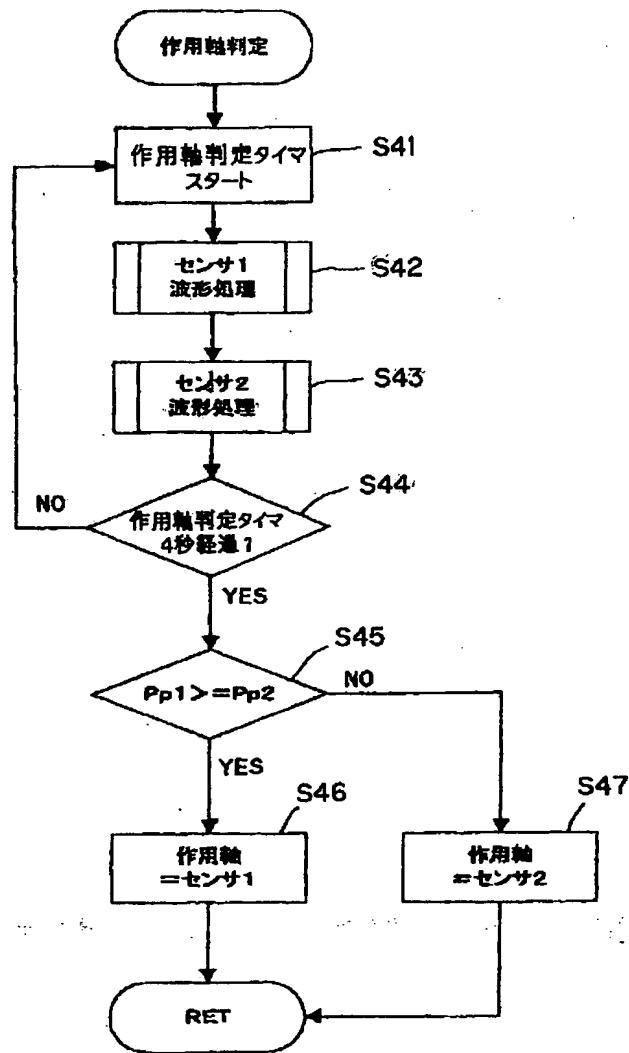 作用軸判定
作用軸判定タイマ
スタート
S41
センサ1
波形処理
S42
センサ2
波形処理
S43
S44
NO
作用軸判定タイマ
4秒経過?
YES
S45
Pp1>=Pp2
NO
YES
S46
S47
作用軸
=センサ1
作用軸
=センサ2
RET